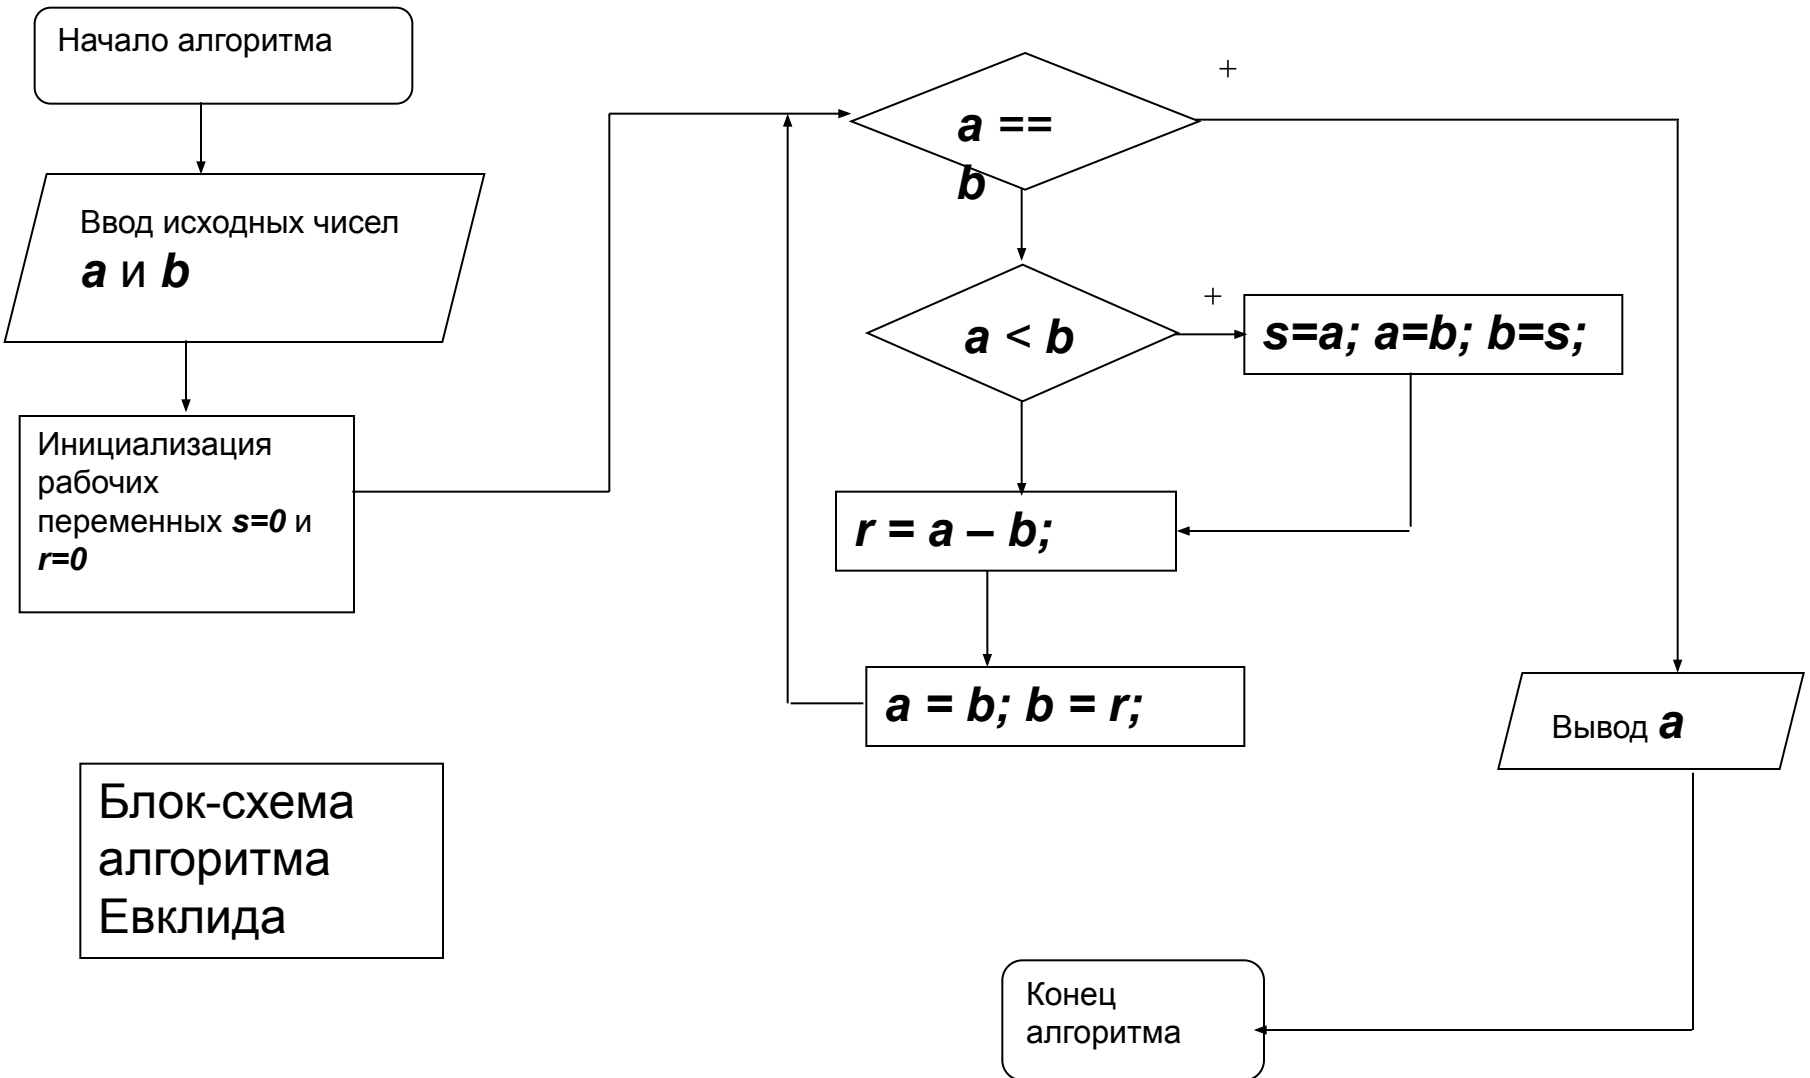 Начало алгоритма
Ввод исходных чисел
a и b
Инициализация
рабочих
переменных s=0 и
r=0
a ==
b
+
a < b
+
s=a; a=b; b=s;
r = a – b;
a = b; b = r;
Вывод a
Блок-схема
алгоритма
Евклида
Конец
алгоритма